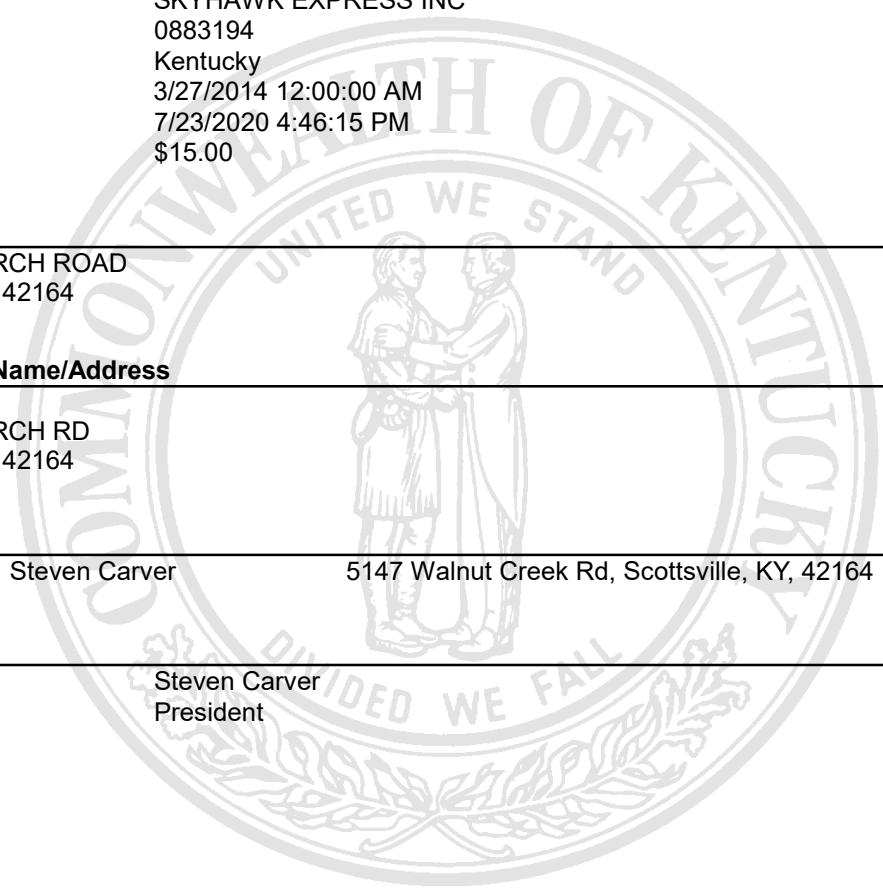 SKYHAWK EXPRESS INC
0883194
Kentucky
3/27/2014 12:00:00 AM
7/23/2020 4:46:15 PM
$15.00
COMMONWEALTH OF KENTUCKY
UNITED WE STAND
RCH ROAD
42164
Name/Address
RCH RD
42164
Steven Carver 5147 Walnut Creek Rd, Scottsville, KY, 42164
DIVIDED WE FALL
Steven Carver
President